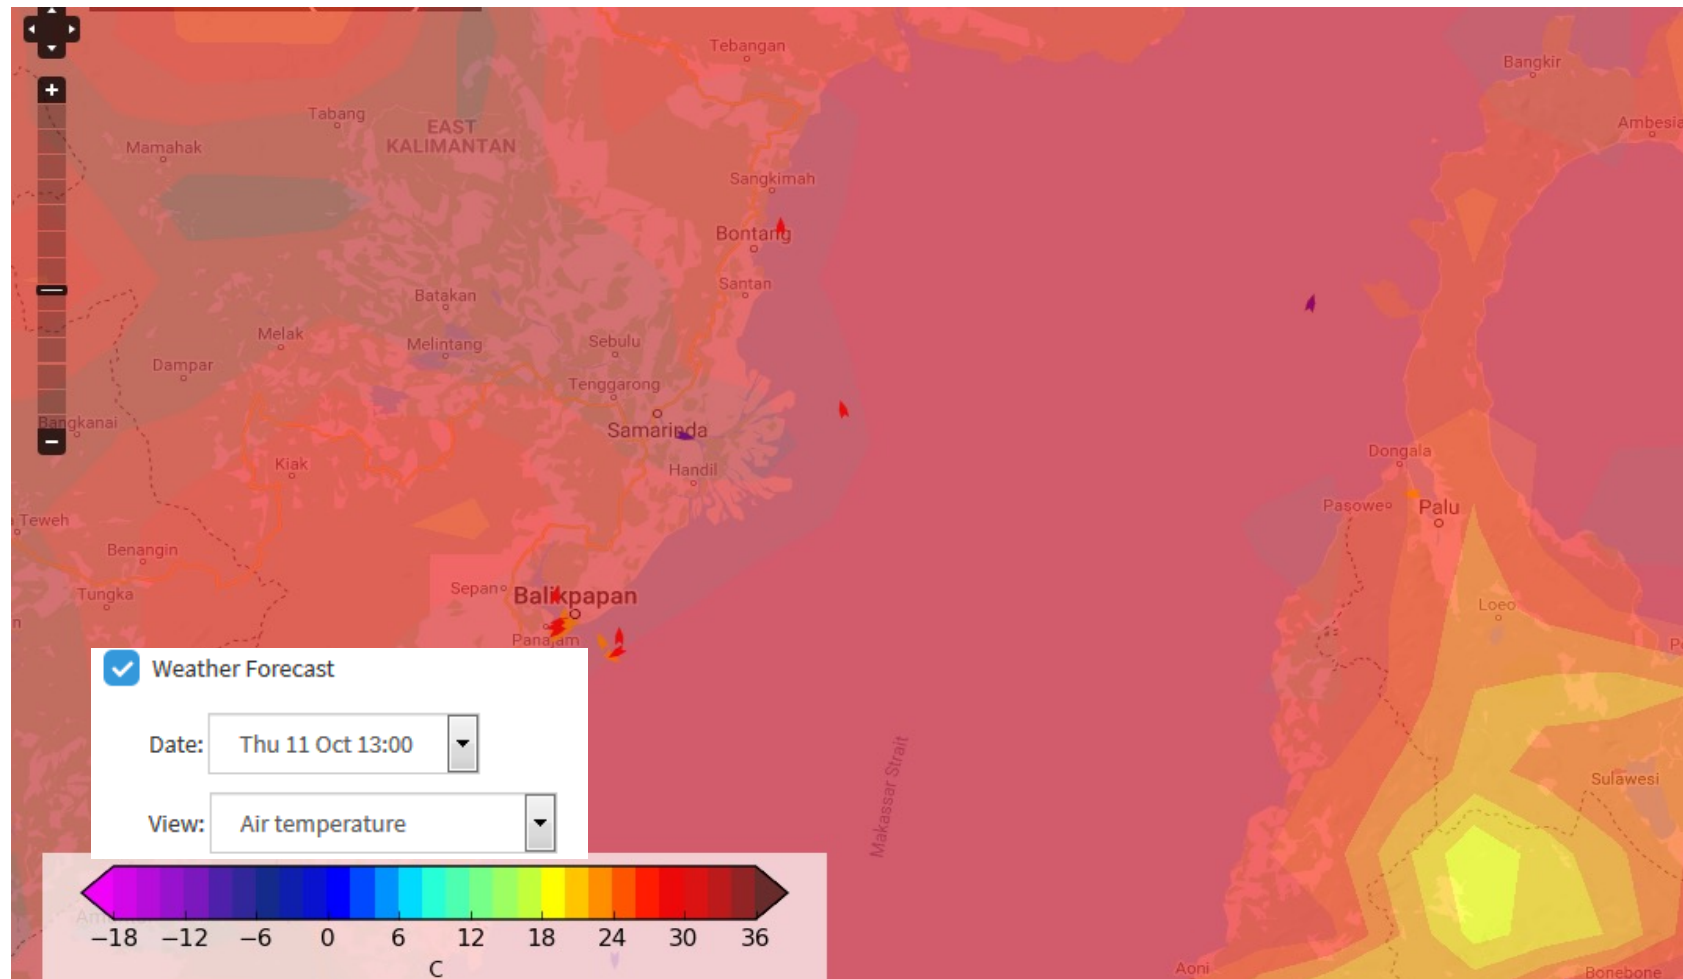 Tebangan
Bangkir
Tabang
EAST
KALIMANTAN
Ambesia
Mamahak
Sangkimah
Bontang
Santan
Batakan
Melak
Melintang
Sebulu
Dampar
Tenggarong
Bangkanai
Samarinda
Handil
Kiak
Dongala
Pasowe
Palu
Teweh
Benangin
Tungka
Sepan
Balikpapan
Panajam
Loeo
Makassar Strait
Sulawesi
Weather Forecast
Date: Thu 11 Oct 13:00
View: Air temperature
−18 −12 −6 0 6 12 18 24 30 36
C
Aoni
Bonebone